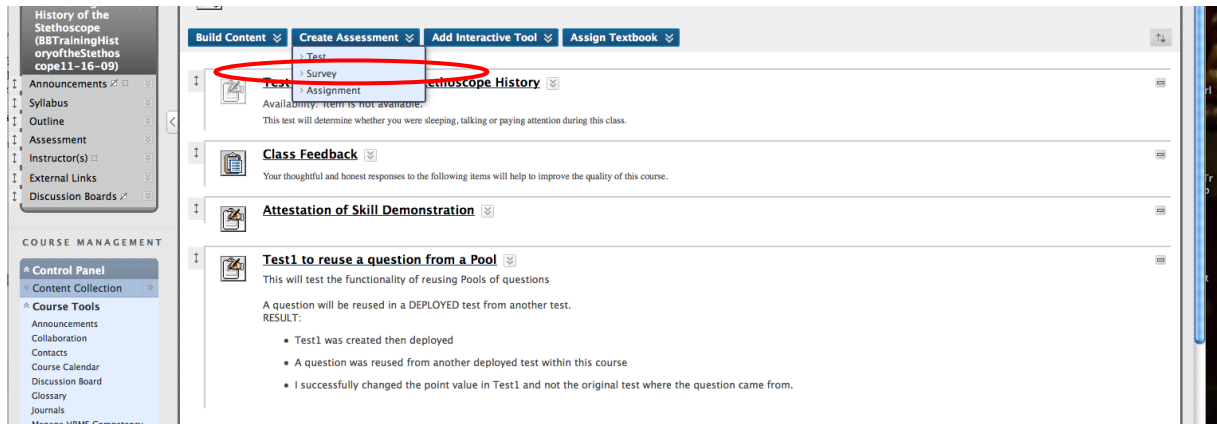 History of the
Stethoscope
(BBTrainingHist
oryoftheStethos
cope11-16-09)
Announcements
Syllabus
Outline
Assessment
Instructor(s)
External Links
Discussion Boards
COURSE MANAGEMENT
Control Panel
Content Collection
Course Tools
Announcements
Collaboration
Contacts
Course Calendar
Discussion Board
Glossary
Journals
Manage HRMS Competency
Build Content
Create Assessment
Add Interactive Tool
Assign Textbook
> Test
> Survey
> Assignment
Test Stethoscope History
Availability: Item is not available.
This test will determine whether you were sleeping, talking or paying attention during this class.
Class Feedback
Your thoughtful and honest responses to the following items will help to improve the quality of this course.
Attestation of Skill Demonstration
Test1 to reuse a question from a Pool
This will test the functionality of reusing Pools of questions
A question will be reused in a DEPLOYED test from another test.
RESULT:
• Test1 was created then deployed
• A question was reused from another deployed test within this course
• I successfully changed the point value in Test1 and not the original test where the question came from.